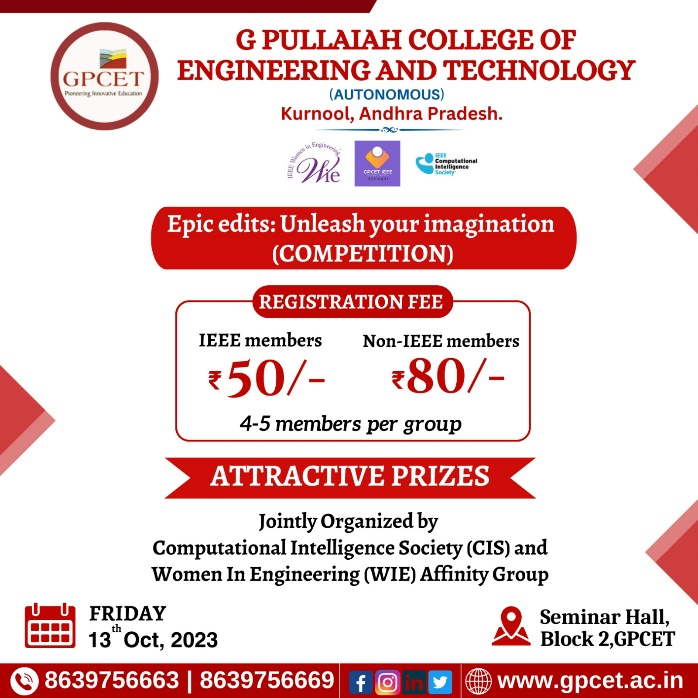 GPCET
Pioneering Innovative Education
G PULLAIAH COLLEGE OF
ENGINEERING AND TECHNOLOGY
(AUTONOMOUS)
Kurnool, Andhra Pradesh.
IEEE Women in Engineering
Wie
GPCET IEEE
IEEE
Computational
Intelligence
Society
Epic edits: Unleash your imagination
(COMPETITION)
REGISTRATION FEE
IEEE members
₹50/-
Non-IEEE members
₹80/-
4-5 members per group
ATTRACTIVE PRIZES
Jointly Organized by
Computational Intelligence Society (CIS) and
Women In Engineering (WIE) Affinity Group
FRIDAY
13th Oct, 2023
Seminar Hall,
Block 2,GPCET
8639756663 | 8639756669
www.gpcet.ac.in